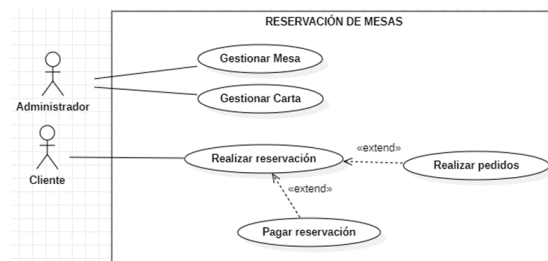 RESERVACIÓN DE MESAS
Gestionar Mesa
Administrador
Gestionar Carta
Cliente
Realizar reservación
«extend»
Realizar pedidos
«extend»
Pagar reservación